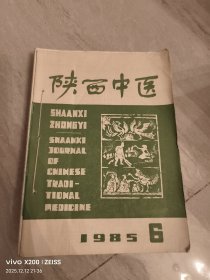 陕西中医
SHAANXI
ZHONGYI
SHAANXI
JOURNAL
OF
CHINESE
TRADI-
TIONAL
MEDICINE
1985 6
vivo X200 | ZEISS
2025.12.12 21:26